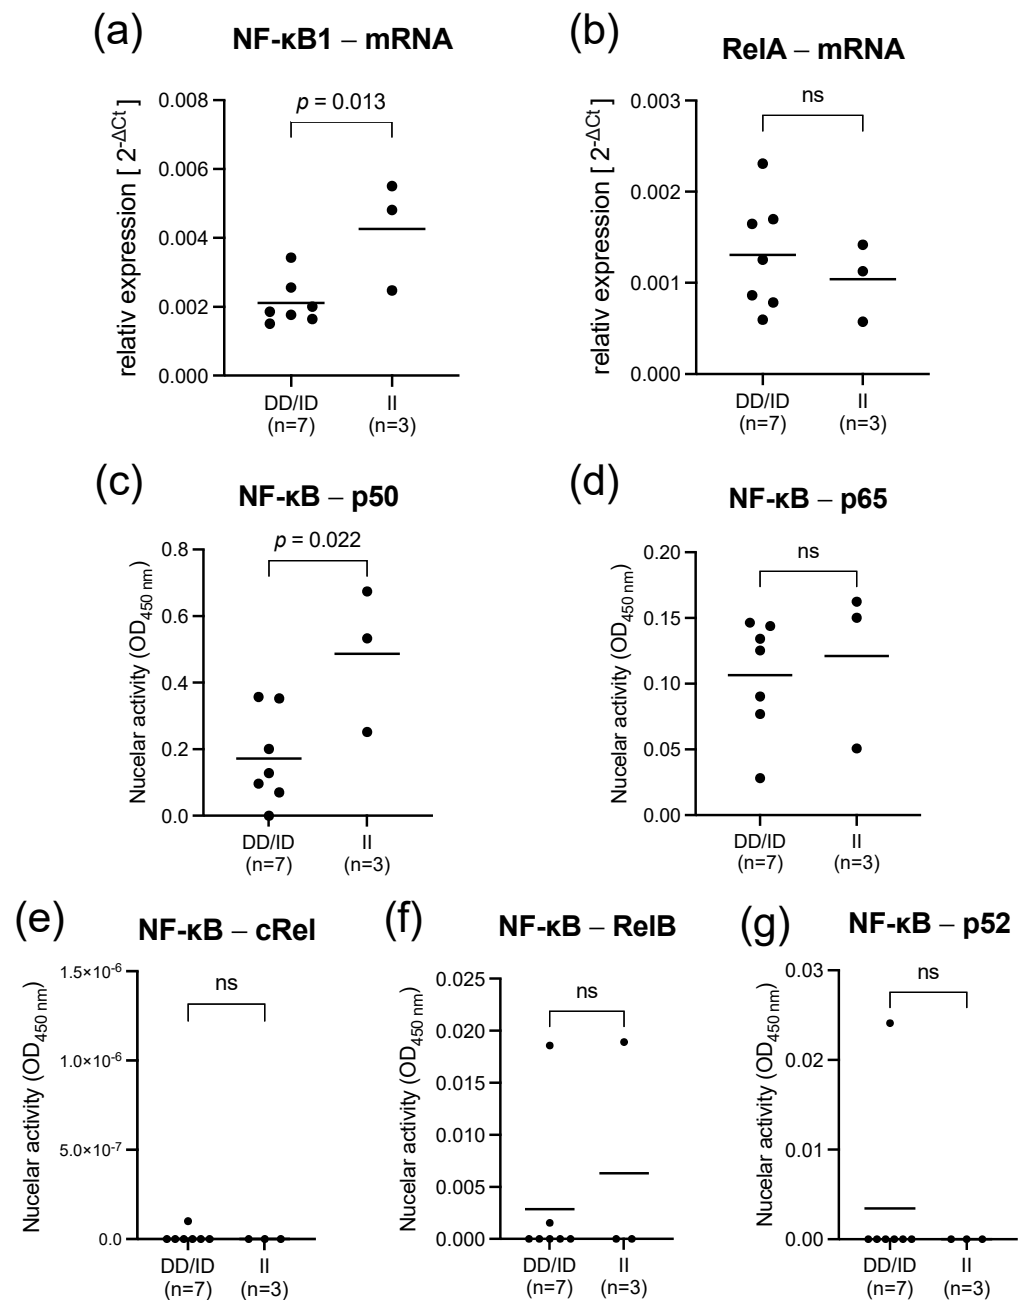 (a)
NF-κB1 – mRNA
relativ expression [ 2-ΔCt ]
0.008
0.006
0.004
0.002
0.000
p = 0.013
DD/ID
(n=7)
II
(n=3)
(b)
RelA – mRNA
relativ expression [ 2-ΔCt ]
0.003
0.002
0.001
0.000
ns
DD/ID
(n=7)
II
(n=3)
(c)
NF-κB – p50
Nucelar activity (OD450 nm)
0.8
0.6
0.4
0.2
0.0
p = 0.022
DD/ID
(n=7)
II
(n=3)
(d)
NF-κB – p65
Nucelar activity (OD450 nm)
0.20
0.15
0.10
0.05
0.00
ns
DD/ID
(n=7)
II
(n=3)
(e)
NF-κB – cRel
Nucelar activity (OD450 nm)
1.5×10-6
1.0×10-6
5.0×10-7
0.0
ns
DD/ID
(n=7)
II
(n=3)
(f)
NF-κB – RelB
Nucelar activity (OD450 nm)
0.025
0.020
0.015
0.010
0.005
0.000
ns
DD/ID
(n=7)
II
(n=3)
(g)
NF-κB – p52
Nucelar activity (OD450 nm)
0.03
0.02
0.01
0.00
ns
DD/ID
(n=7)
II
(n=3)